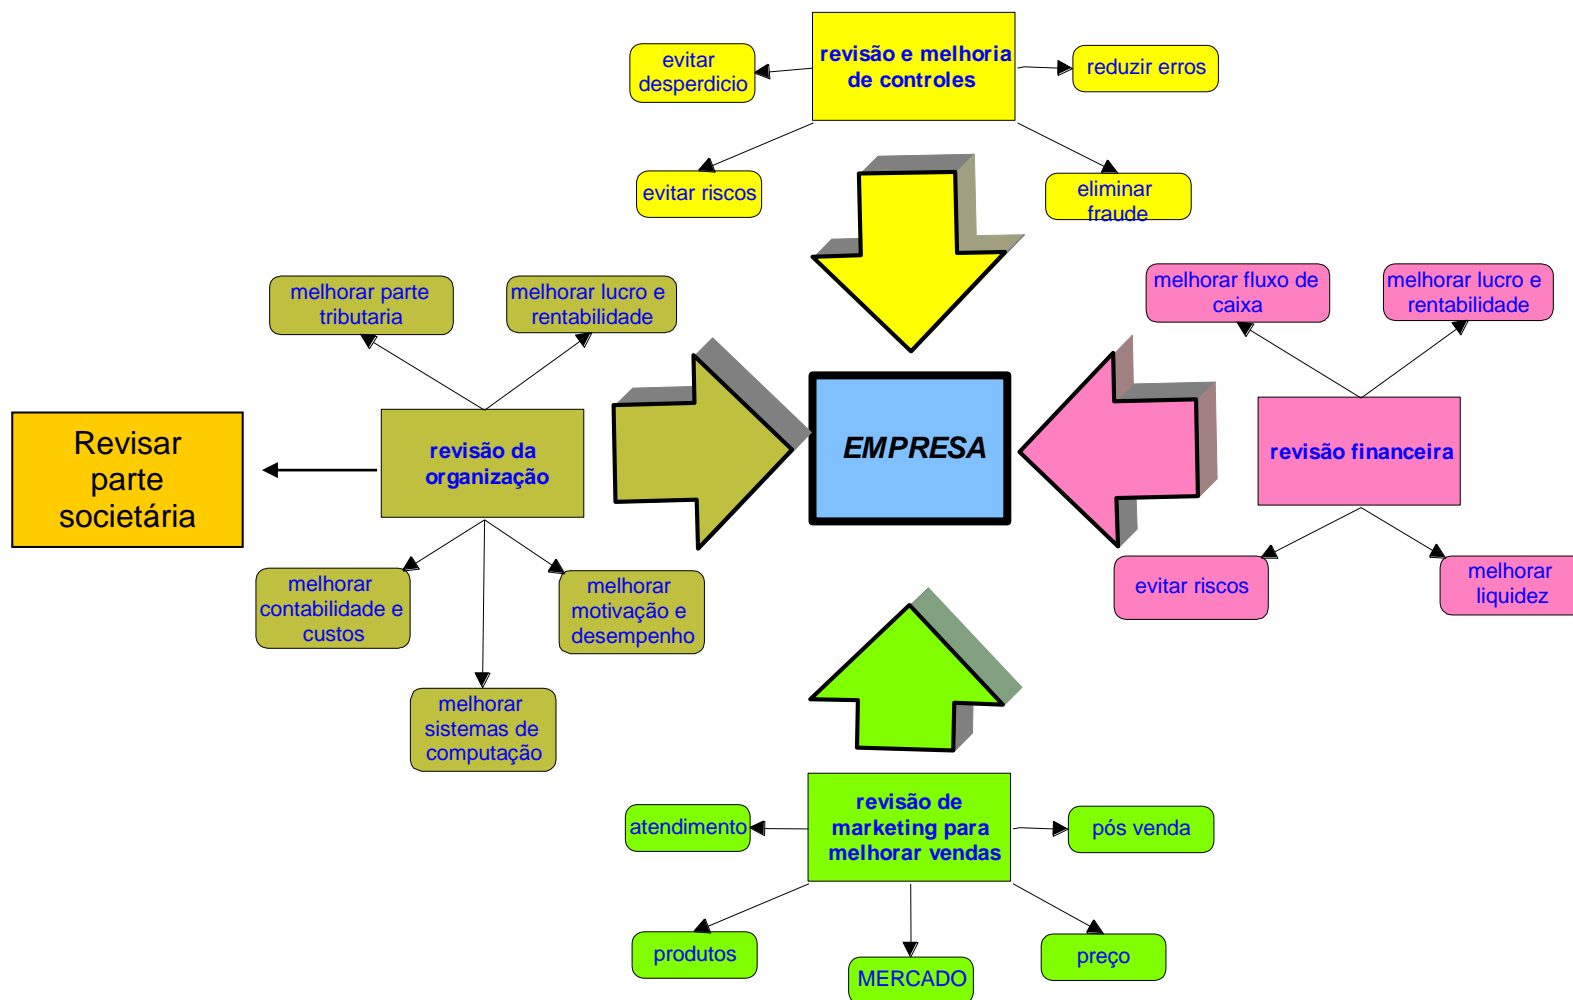 revisão e melhoria
de controles
evitar
desperdicio
reduzir erros
evitar riscos
eliminar
fraude
melhorar parte
tributaria
melhorar lucro e
rentabilidade
melhorar fluxo de
caixa
melhorar lucro e
rentabilidade
Revisar
parte
societária
revisão da
organização
EMPRESA
revisão financeira
melhorar
contabilidade e
custos
melhorar
motivação e
desempenho
evitar riscos
melhorar
liquidez
melhorar
sistemas de
computação
revisão de
marketing para
melhorar vendas
atendimento
pós venda
produtos
MERCADO
preço